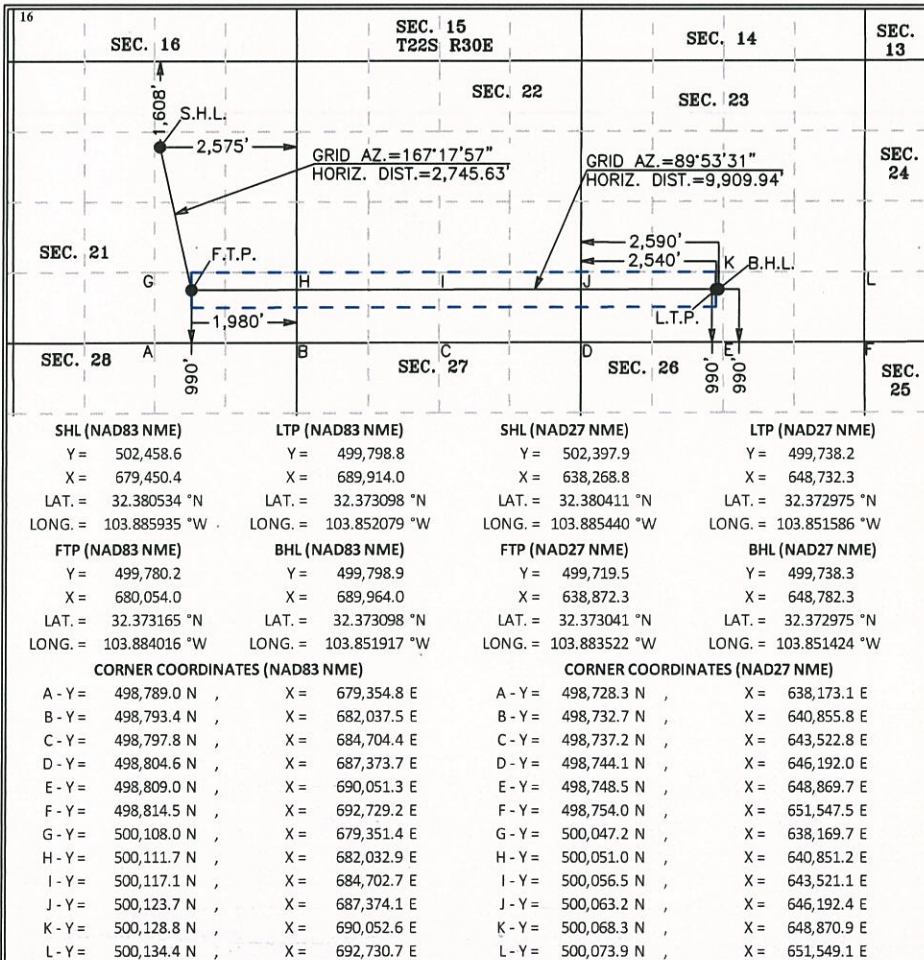 16
SEC. 16
SEC. 15
T22S R30E
SEC. 14
SEC. 13
1,608'
S.H.L.
2,575'
SEC. 22
SEC. 23
SEC. 24
GRID AZ.=167°17'57"
HORIZ. DIST.=2,745.63'
GRID AZ.=89°53'31"
HORIZ. DIST.=9,909.94'
SEC. 21
F.T.P.
2,590'
2,540'
K B.H.L.
G H I J L
L.T.P.
1,980'
A B C D E F
SEC. 28
990'
SEC. 27
SEC. 26
990'
990'
SEC. 25
SHL (NAD83 NME) LTP (NAD83 NME) SHL (NAD27 NME) LTP (NAD27 NME)
Y = 502,458.6 Y = 499,798.8 Y = 502,397.9 Y = 499,738.2
X = 679,450.4 X = 689,914.0 X = 638,268.8 X = 648,732.3
LAT. = 32.380534 °N LAT. = 32.373098 °N LAT. = 32.380411 °N LAT. = 32.372975 °N
LONG. = 103.885935 °W LONG. = 103.852079 °W LONG. = 103.885440 °W LONG. = 103.851586 °W
FTP (NAD83 NME) BHL (NAD83 NME) FTP (NAD27 NME) BHL (NAD27 NME)
Y = 499,780.2 Y = 499,798.9 Y = 499,719.5 Y = 499,738.3
X = 680,054.0 X = 689,964.0 X = 638,872.3 X = 648,782.3
LAT. = 32.373165 °N LAT. = 32.373098 °N LAT. = 32.373041 °N LAT. = 32.372975 °N
LONG. = 103.884016 °W LONG. = 103.851917 °W LONG. = 103.883522 °W LONG. = 103.851424 °W
CORNER COORDINATES (NAD83 NME) CORNER COORDINATES (NAD27 NME)
A - Y = 498,789.0 N , X = 679,354.8 E A - Y = 498,728.3 N , X = 638,173.1 E
B - Y = 498,793.4 N , X = 682,037.5 E B - Y = 498,732.7 N , X = 640,855.8 E
C - Y = 498,797.8 N , X = 684,704.4 E C - Y = 498,737.2 N , X = 643,522.8 E
D - Y = 498,804.6 N , X = 687,373.7 E D - Y = 498,744.1 N , X = 646,192.0 E
E - Y = 498,809.0 N , X = 690,051.3 E E - Y = 498,748.5 N , X = 648,869.7 E
F - Y = 498,814.5 N , X = 692,729.2 E F - Y = 498,754.0 N , X = 651,547.5 E
G - Y = 500,108.0 N , X = 679,351.4 E G - Y = 500,047.2 N , X = 638,169.7 E
H - Y = 500,111.7 N , X = 682,032.9 E H - Y = 500,051.0 N , X = 640,851.2 E
I - Y = 500,117.1 N , X = 684,702.7 E I - Y = 500,056.5 N , X = 643,521.1 E
J - Y = 500,123.7 N , X = 687,374.1 E J - Y = 500,063.2 N , X = 646,192.4 E
K - Y = 500,128.8 N , X = 690,052.6 E K - Y = 500,068.3 N , X = 648,870.9 E
L - Y = 500,134.4 N , X = 692,730.7 E L - Y = 500,073.9 N , X = 651,549.1 E